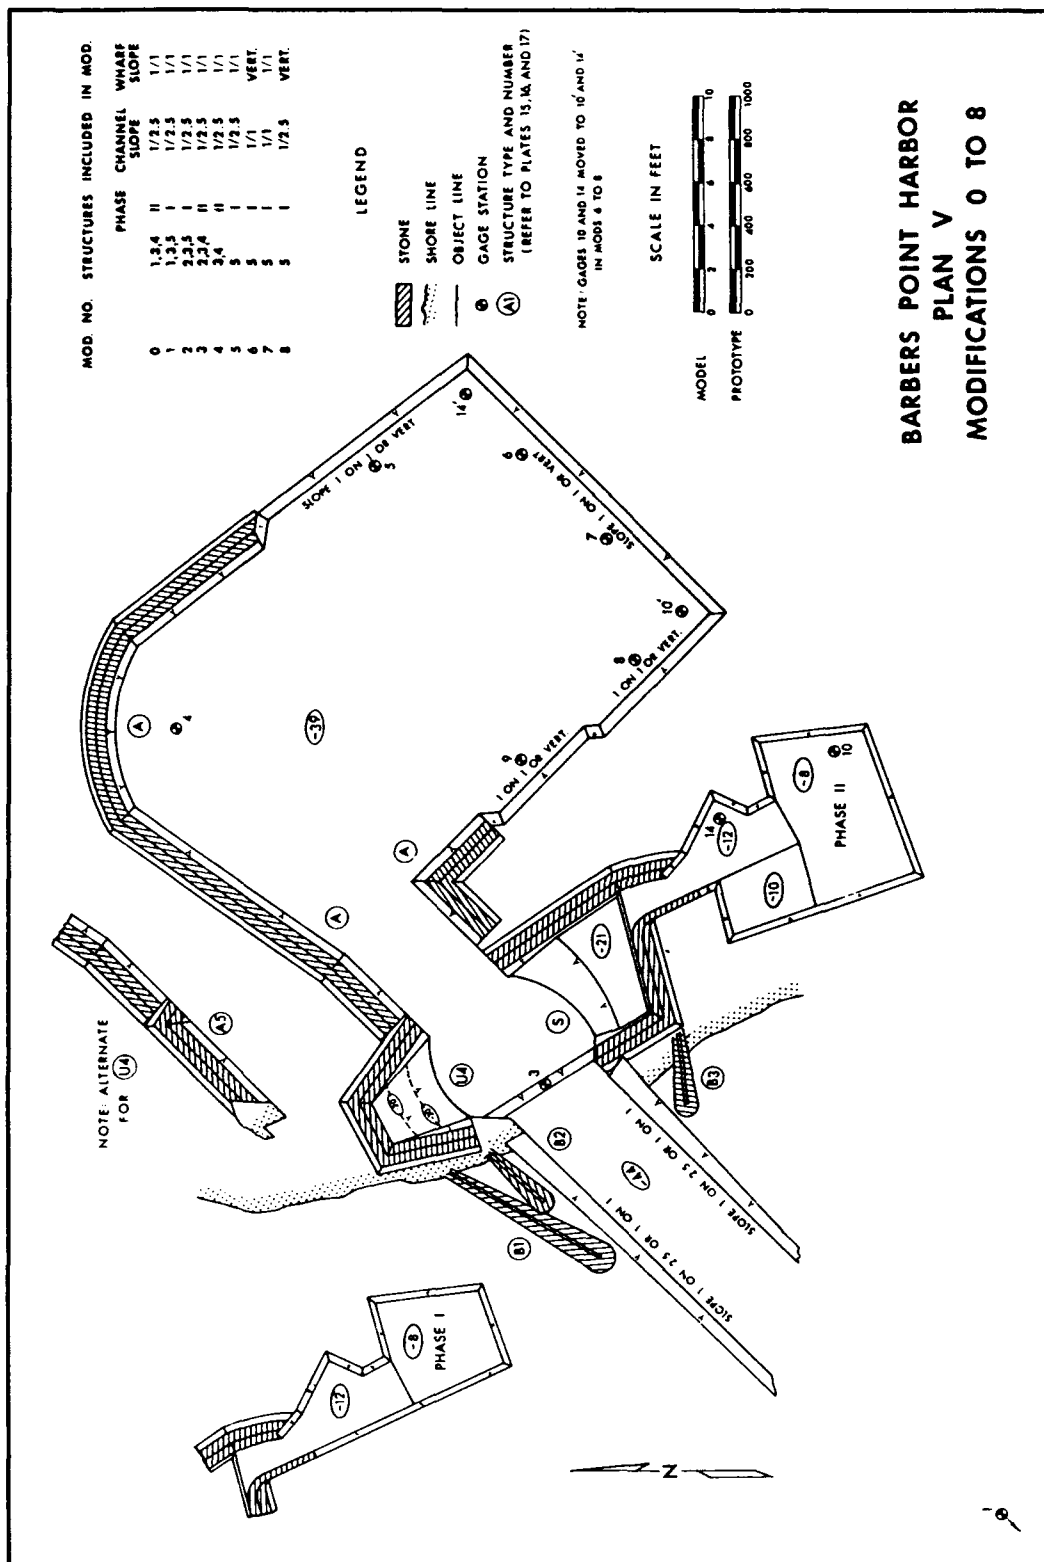 MOD. NO. STRUCTURES INCLUDED IN MOD.
PHASE CHANNEL SLOPE WHARF SLOPE
0 1,3,4 II 1/2.5 1/1
1 1,3,5 I 1/2.5 1/1
2 2,3,5 I 1/2.5 1/1
3 2,3,4 II 1/2.5 1/1
4 3,4 II 1/2.5 1/1
5 5 I 1/2.5 1/1
6 5 I 1/1 VERT.
7 5 I 1/1 1/1
8 5 I 1/2.5 VERT.
LEGEND
STONE
SHORE LINE
OBJECT LINE
GAGE STATION
A1 STRUCTURE TYPE AND NUMBER
(REFER TO PLATES 15,16, AND 17)
NOTE: GAGES 10 AND 14 MOVED TO 10' AND 14'
IN MODS 6 TO 8
SCALE IN FEET
MODEL
0 2 4 6 8 10
PROTOTYPE
0 200 400 600 800 1000
BARBERS POINT HARBOR
PLAN V
MODIFICATIONS 0 TO 8
NOTE: ALTERNATE
FOR U4
A5
A
A
A
4
-39
SLOPE 1 ON 1 OR VERT
5
14'
6
SLOPE 1 ON 1 OR VERT
7
10'
8
1 ON 1 OR VERT.
9
1 ON 1 OR VERT.
U4
S
3
-21
14
-12
-10
-8
10
PHASE II
B1
B2
B3
-44
SLOPE 1 ON 2.5 OR 1 ON 1
SLOPE 1 ON 2.5 OR 1 ON 1
-12
-8
PHASE I
N
1